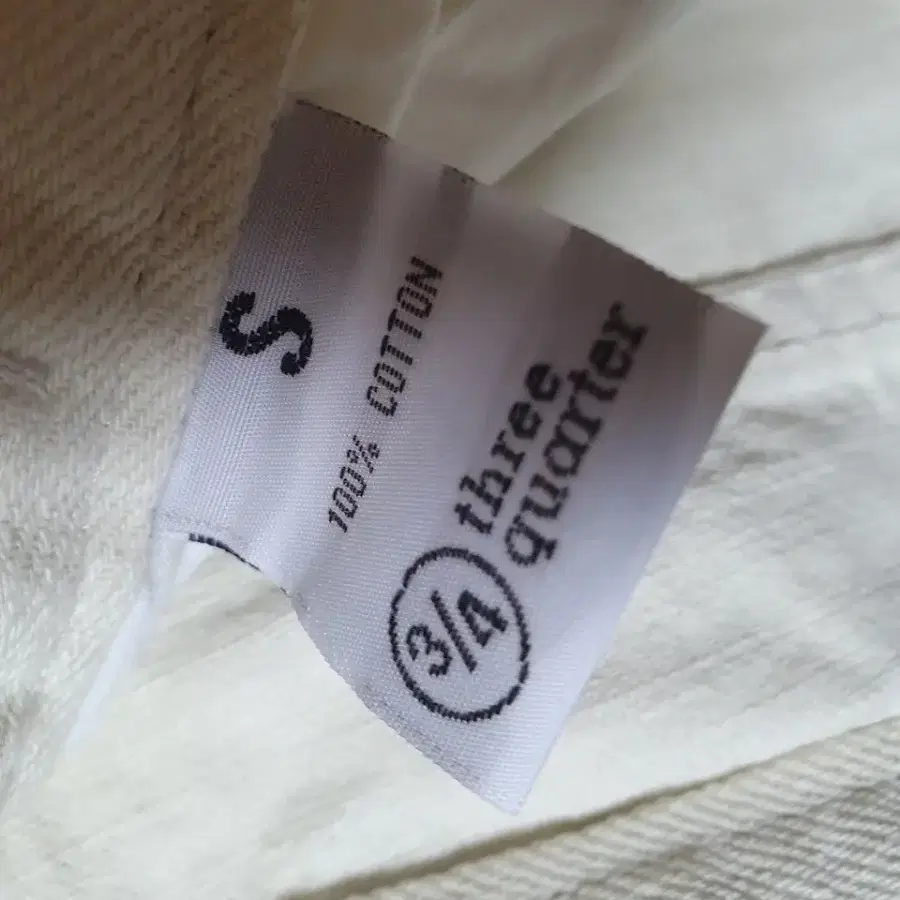 S
100% COTTON
3/4
three
quarter